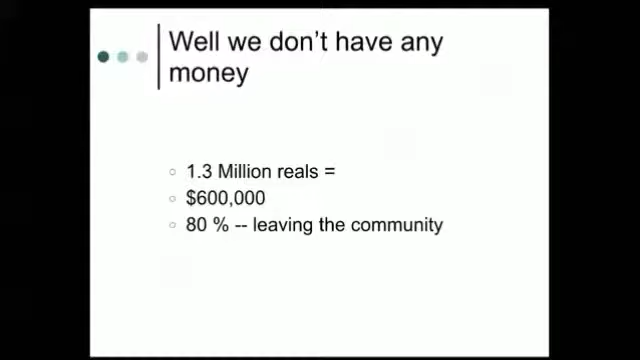 Well we don't have any
money
1.3 Million reals =
$600,000
80 % -- leaving the community